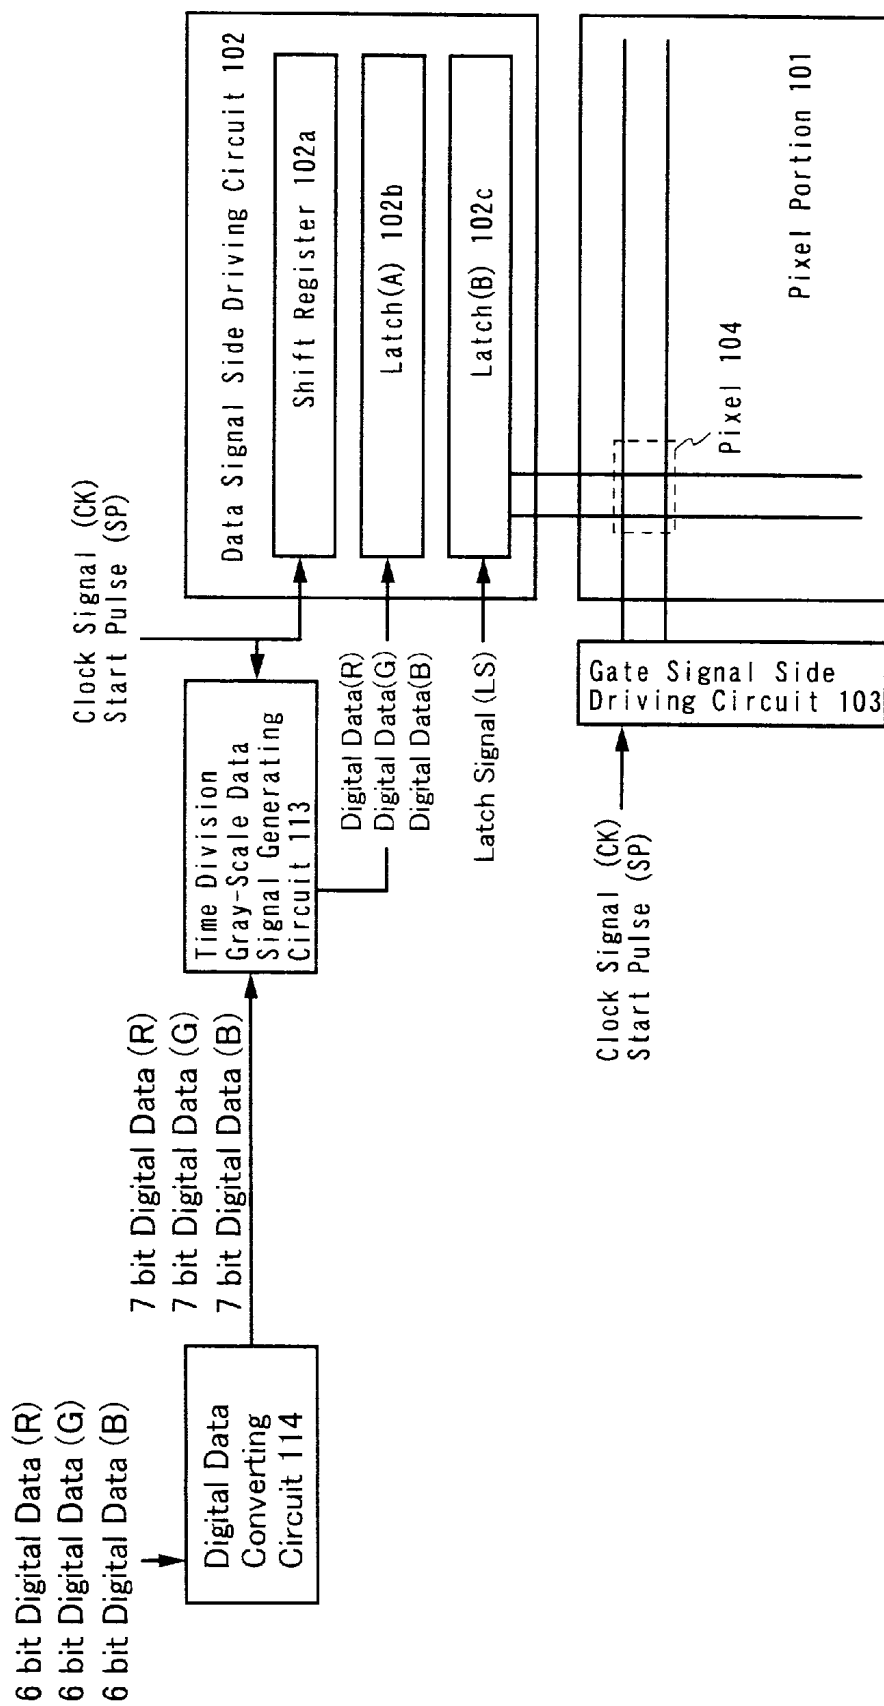 6 bit Digital Data (R)
6 bit Digital Data (G)
6 bit Digital Data (B)
Digital Data
Converting
Circuit 114
7 bit Digital Data (R)
7 bit Digital Data (G)
7 bit Digital Data (B)
Time Division
Gray-Scale Data
Signal Generating
Circuit 113
Clock Signal (CK)
Start Pulse (SP)
Digital Data(R)
Digital Data(G)
Digital Data(B)
Latch Signal (LS)
Data Signal Side Driving Circuit 102
Shift Register 102a
Latch(A) 102b
Latch(B) 102c
Clock Signal (CK)
Start Pulse (SP)
Gate Signal Side
Driving Circuit 103
Pixel 104
Pixel Portion 101